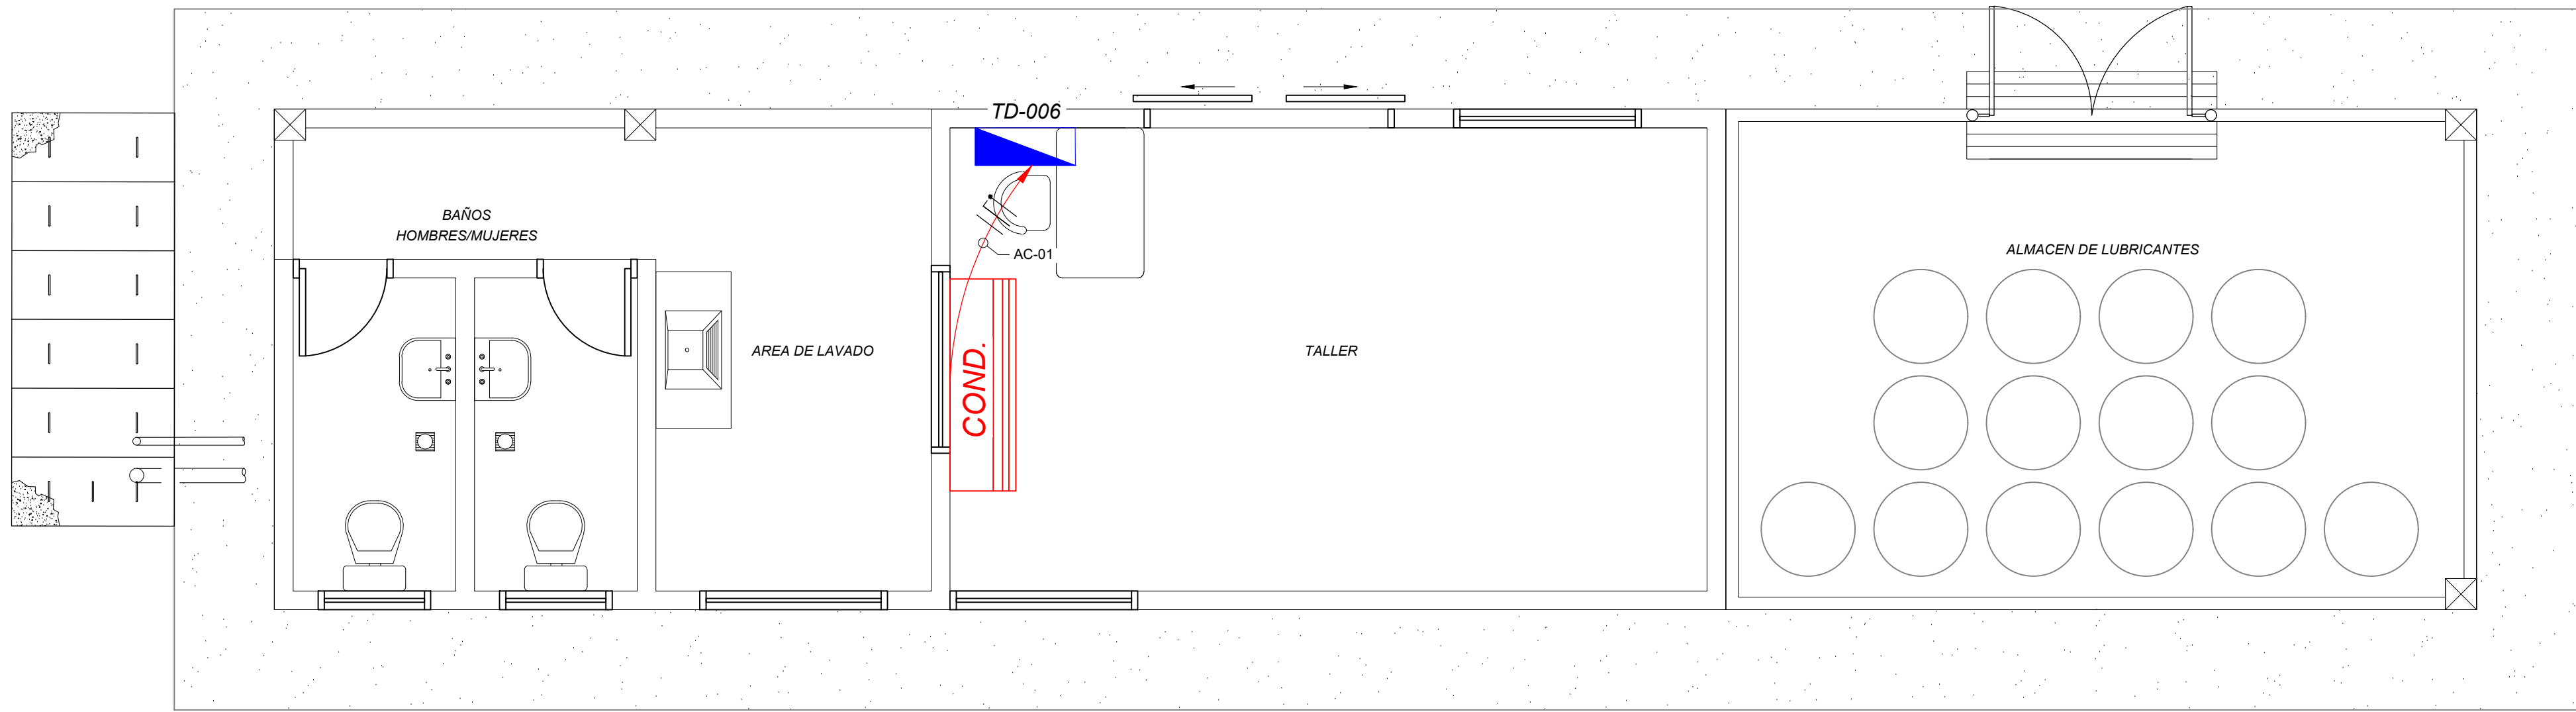 TD-006
BAÑOS
HOMBRES/MUJERES
AC-01
ALMACEN DE LUBRICANTES
AREA DE LAVADO
COND.
TALLER